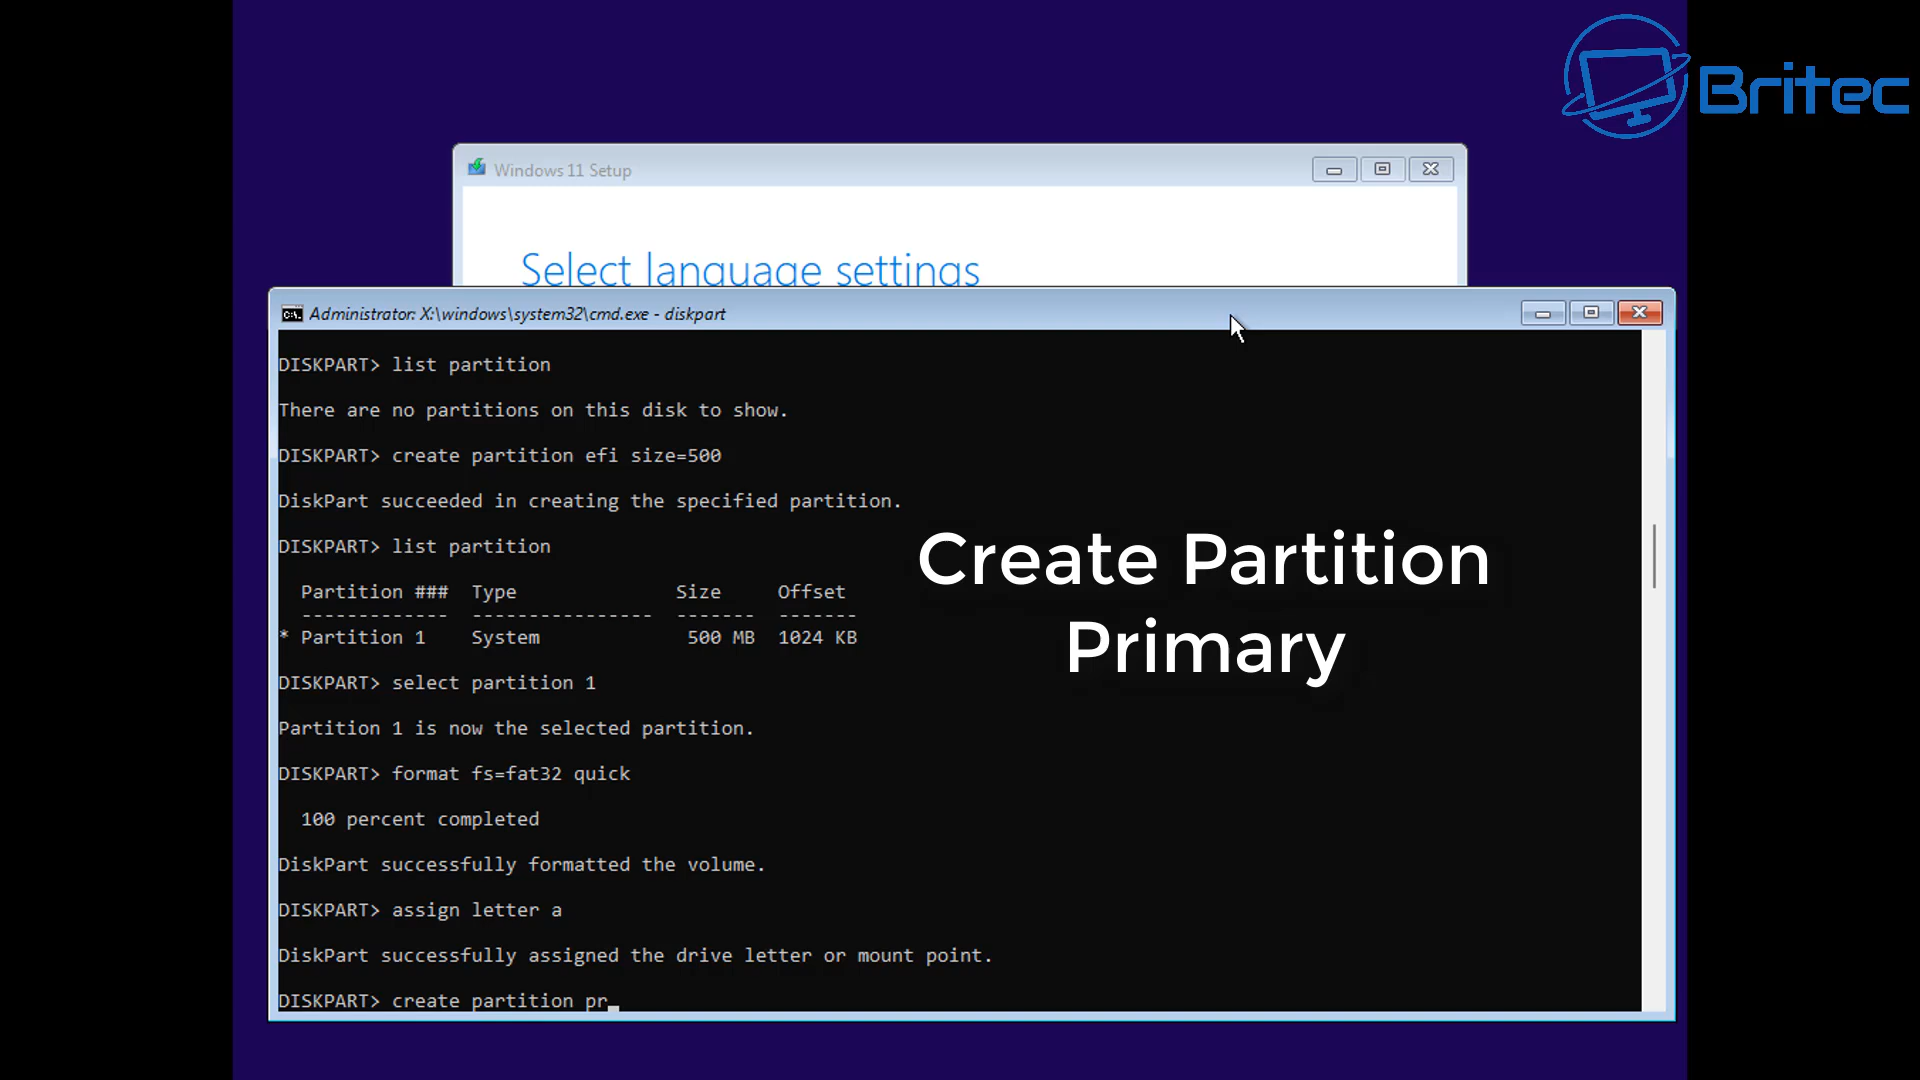 Britec
Windows 11 Setup
Select language settings
Administrator: X:\windows\system32\cmd.exe - diskpart
DISKPART> list partition
There are no partitions on this disk to show.
DISKPART> create partition efi size=500
DiskPart succeeded in creating the specified partition.
DISKPART> list partition
Partition ###  Type              Size     Offset
-------------  ----------------  -------  -------
* Partition 1    System             500 MB  1024 KB
DISKPART> select partition 1
Partition 1 is now the selected partition.
DISKPART> format fs=fat32 quick
100 percent completed
DiskPart successfully formatted the volume.
DISKPART> assign letter a
DiskPart successfully assigned the drive letter or mount point.
DISKPART> create partition pr_
Create Partition
Primary